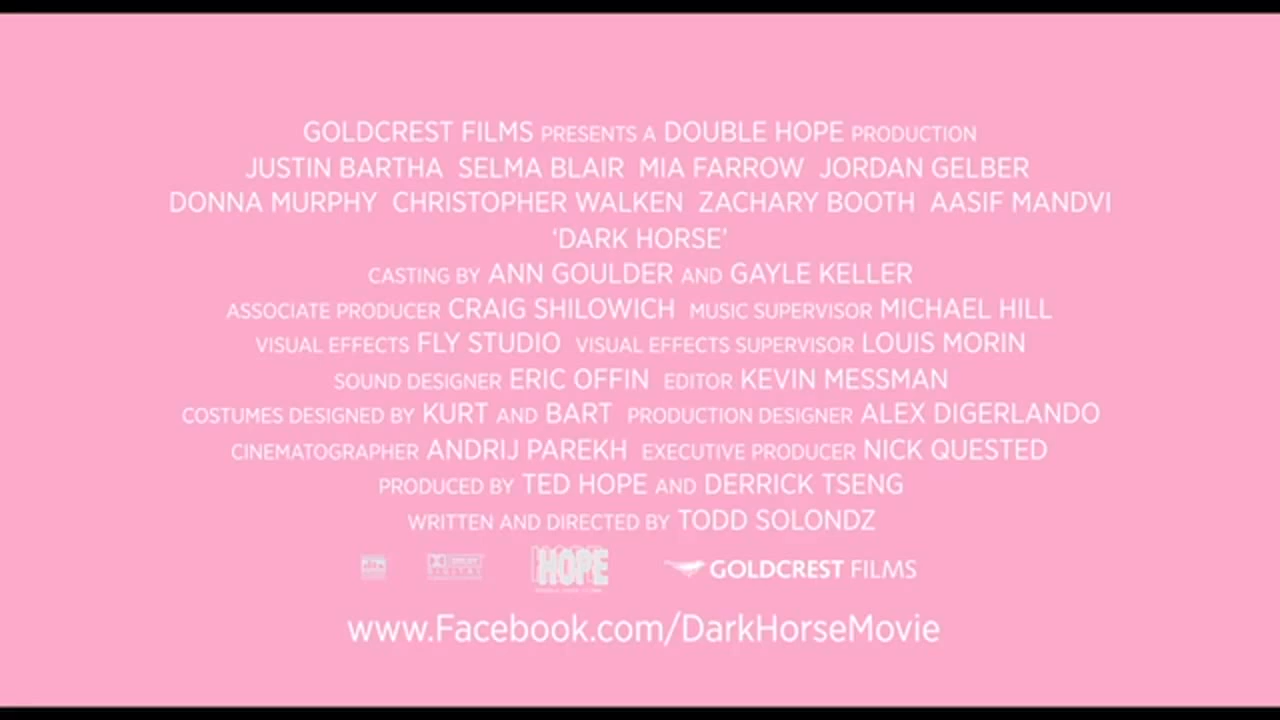 GOLDCREST FILMS PRESENTS A DOUBLE HOPE PRODUCTION
JUSTIN BARTHA SELMA BLAIR MIA FARROW JORDAN GELBER
DONNA MURPHY CHRISTOPHER WALKEN ZACHARY BOOTH AASIF MANDVI
‘DARK HORSE’
CASTING BY ANN GOULDER AND GAYLE KELLER
ASSOCIATE PRODUCER CRAIG SHILOWICH MUSIC SUPERVISOR MICHAEL HILL
VISUAL EFFECTS FLY STUDIO VISUAL EFFECTS SUPERVISOR LOUIS MORIN
SOUND DESIGNER ERIC OFFIN EDITOR KEVIN MESSMAN
COSTUMES DESIGNED BY KURT AND BART PRODUCTION DESIGNER ALEX DIGERLANDO
CINEMATOGRAPHER ANDRIJ PAREKH EXECUTIVE PRODUCER NICK QUESTED
PRODUCED BY TED HOPE AND DERRICK TSENG
WRITTEN AND DIRECTED BY TODD SOLONDZ
dts DOLBY DIGITAL HOPE GOLDCREST FILMS
www.Facebook.com/DarkHorseMovie